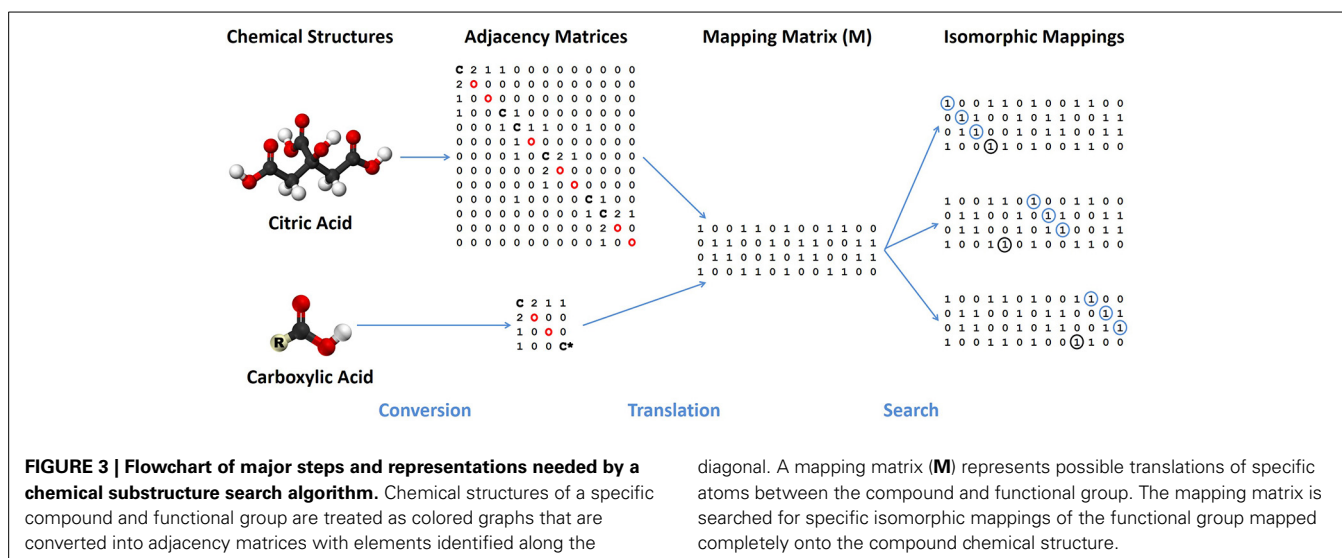 Chemical Structures
Adjacency Matrices
Mapping Matrix (M)
Isomorphic Mappings
C 2 1 1 0 0 0 0 0 0 0 0 0
2 O 0 0 0 0 0 0 0 0 0 0 0
1 0 O 0 0 0 0 0 0 0 0 0 0
1 0 0 C 1 0 0 0 0 0 0 0 0
0 0 0 1 C 1 1 0 0 1 0 0 0
0 0 0 0 1 O 0 0 0 0 0 0 0
0 0 0 0 1 0 C 2 1 0 0 0 0
0 0 0 0 0 0 2 O 0 0 0 0 0
0 0 0 0 0 0 1 0 O 0 0 0 0
0 0 0 0 1 0 0 0 0 C 1 0 0
0 0 0 0 0 0 0 0 0 1 C 2 1
0 0 0 0 0 0 0 0 0 0 2 O 0
0 0 0 0 0 0 0 0 0 0 1 0 O
Citric Acid
C 2 1 1
2 O 0 0
1 0 O 0
1 0 0 C*
R
Carboxylic Acid
1 0 0 1 1 0 1 0 0 1 1 0 0
0 1 1 0 0 1 0 1 1 0 0 1 1
0 1 1 0 0 1 0 1 1 0 0 1 1
1 0 0 1 1 0 1 0 0 1 1 0 0
1 0 0 1 1 0 1 0 0 1 1 0 0
0 1 1 0 0 1 0 1 1 0 0 1 1
0 1 1 0 0 1 0 1 1 0 0 1 1
1 0 0 1 1 0 1 0 0 1 1 0 0
1 0 0 1 1 0 1 0 0 1 1 0 0
0 1 1 0 0 1 0 1 1 0 0 1 1
0 1 1 0 0 1 0 1 1 0 0 1 1
1 0 0 1 1 0 1 0 0 1 1 0 0
1 0 0 1 1 0 1 0 0 1 1 0 0
0 1 1 0 0 1 0 1 1 0 0 1 1
0 1 1 0 0 1 0 1 1 0 0 1 1
1 0 0 1 1 0 1 0 0 1 1 0 0
Conversion
Translation
Search
FIGURE 3 | Flowchart of major steps and representations needed by a
chemical substructure search algorithm. Chemical structures of a specific
compound and functional group are treated as colored graphs that are
converted into adjacency matrices with elements identified along the
diagonal. A mapping matrix (M) represents possible translations of specific
atoms between the compound and functional group. The mapping matrix is
searched for specific isomorphic mappings of the functional group mapped
completely onto the compound chemical structure.